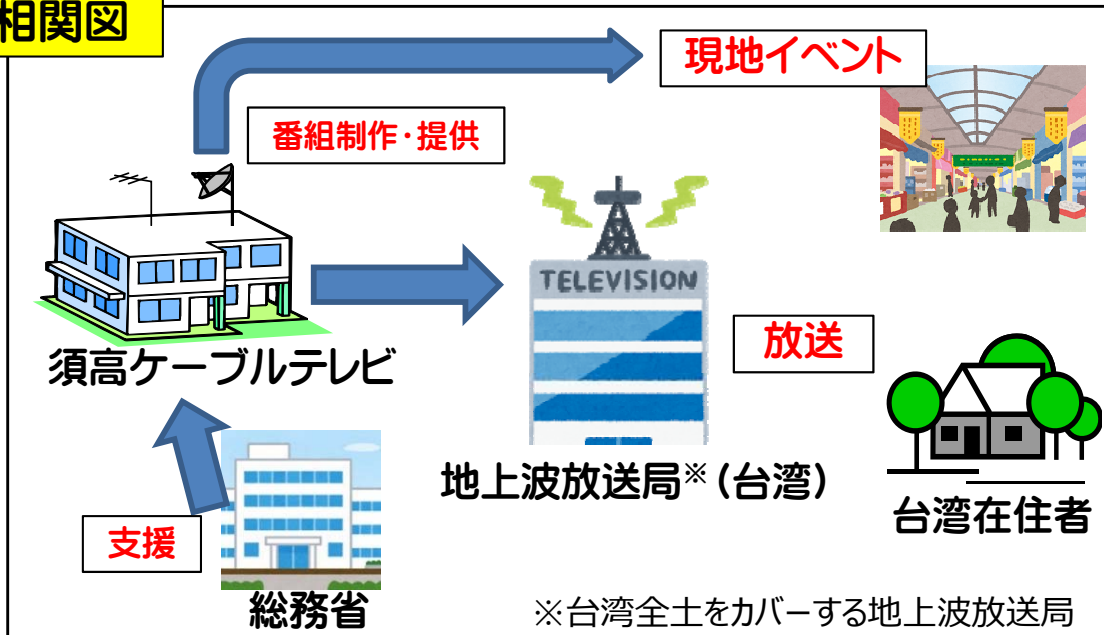 相関図
現地イベント
番組制作・提供
TELEVISION
放送
須高ケーブルテレビ
地上波放送局※(台湾)
台湾在住者
支援
総務省
※台湾全土をカバーする地上波放送局